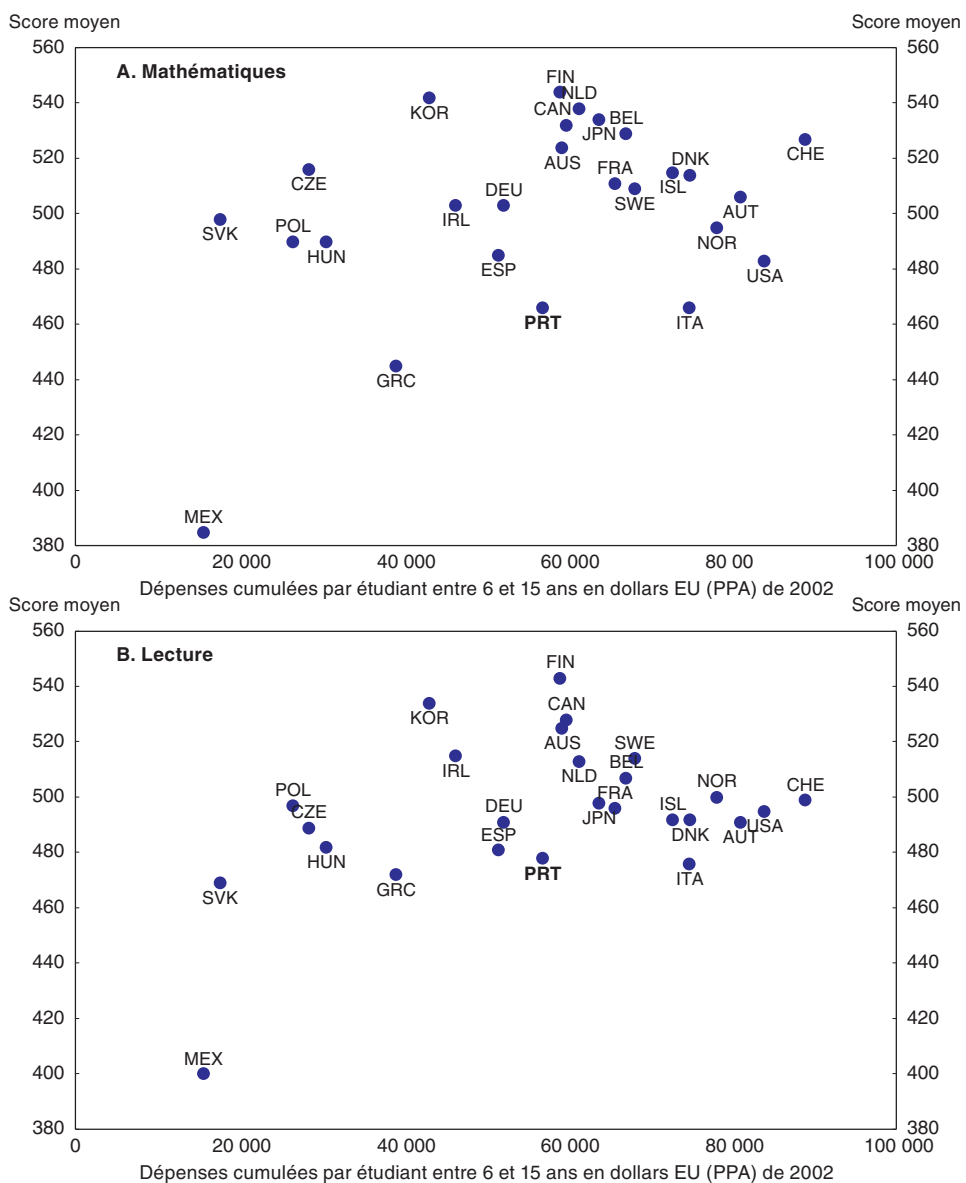 Score moyen Score moyen
560 560
A. Mathématiques
FIN
NLD
540 CAN BEL 540
KOR JPN
DNK CHE
520 AUS 520
CZE FRA ISL
DEU SWE AUT
500 IRL 500
SVK POL NOR
HUN
480 ESP USA 480
460 PRT ITA 460
440 GRC 440
420 420
400 400
MEX
380 380
0 20 000 40 000 60 000 80 000 100 000
Dépenses cumulées par étudiant entre 6 et 15 ans en dollars EU (PPA) de 2002
Score moyen Score moyen
560 560
B. Lecture
FIN
540 540
CAN
KOR
520 AUS SWE 520
IRL NLD BEL
POL NOR CHE
500 CZE DEU FRA ISL 500
ESP JPN DNK AUT USA
HUN
480 PRT ITA 480
SVK GRC
460 460
440 440
420 420
MEX
400 400
380 380
0 20 000 40 000 60 000 80 000 100 000
Dépenses cumulées par étudiant entre 6 et 15 ans en dollars EU (PPA) de 2002